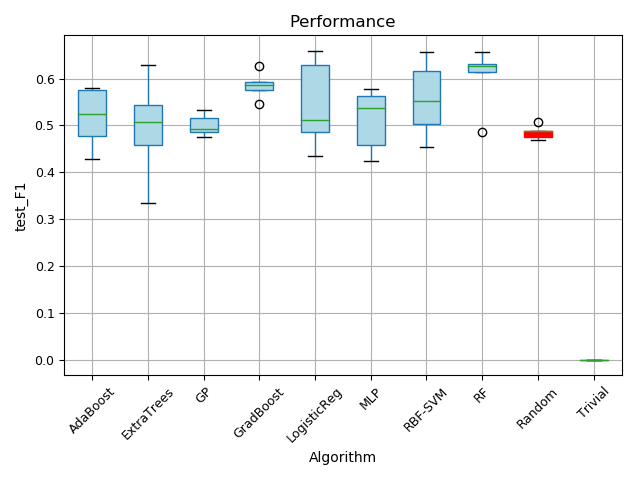 Performance
test_F1
0.6
0.5
0.4
0.3
0.2
0.1
0.0
AdaBoost
ExtraTrees
GP
GradBoost
LogisticReg
MLP
RBF-SVM
RF
Random
Trivial
Algorithm